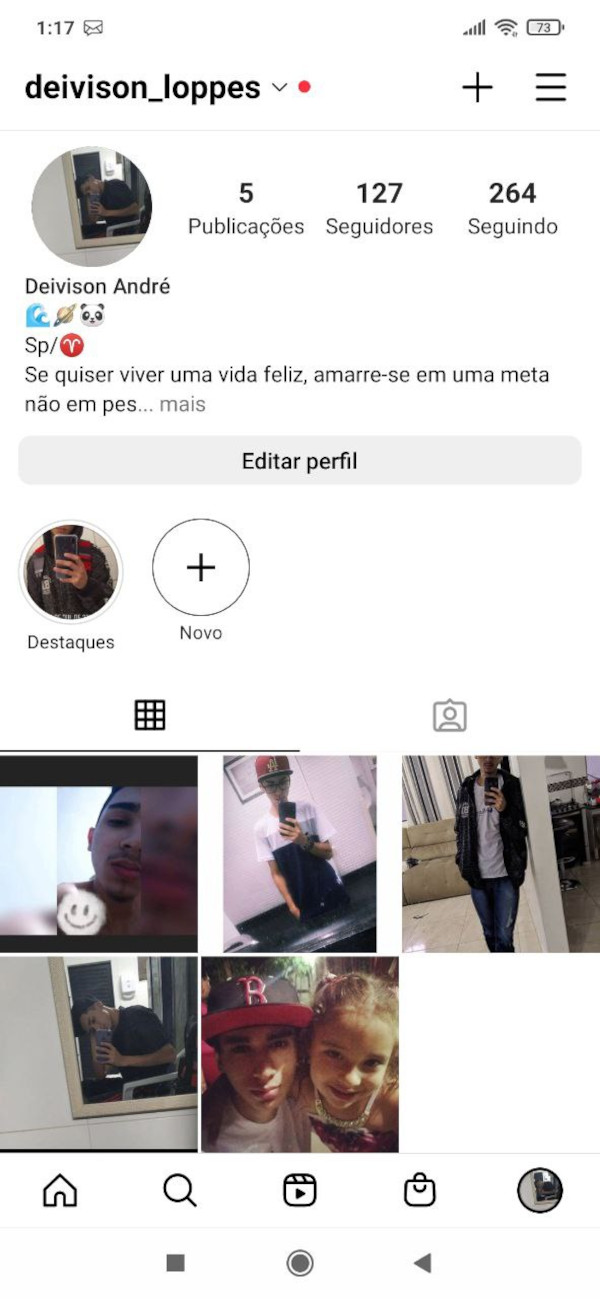 1:17
73
deivison_loppes
5
127
264
Publicações
Seguidores
Seguindo
Deivison André
Sp/
Se quiser viver uma vida feliz, amarre-se em uma meta
não em pes... mais
Editar perfil
Destaques
Novo